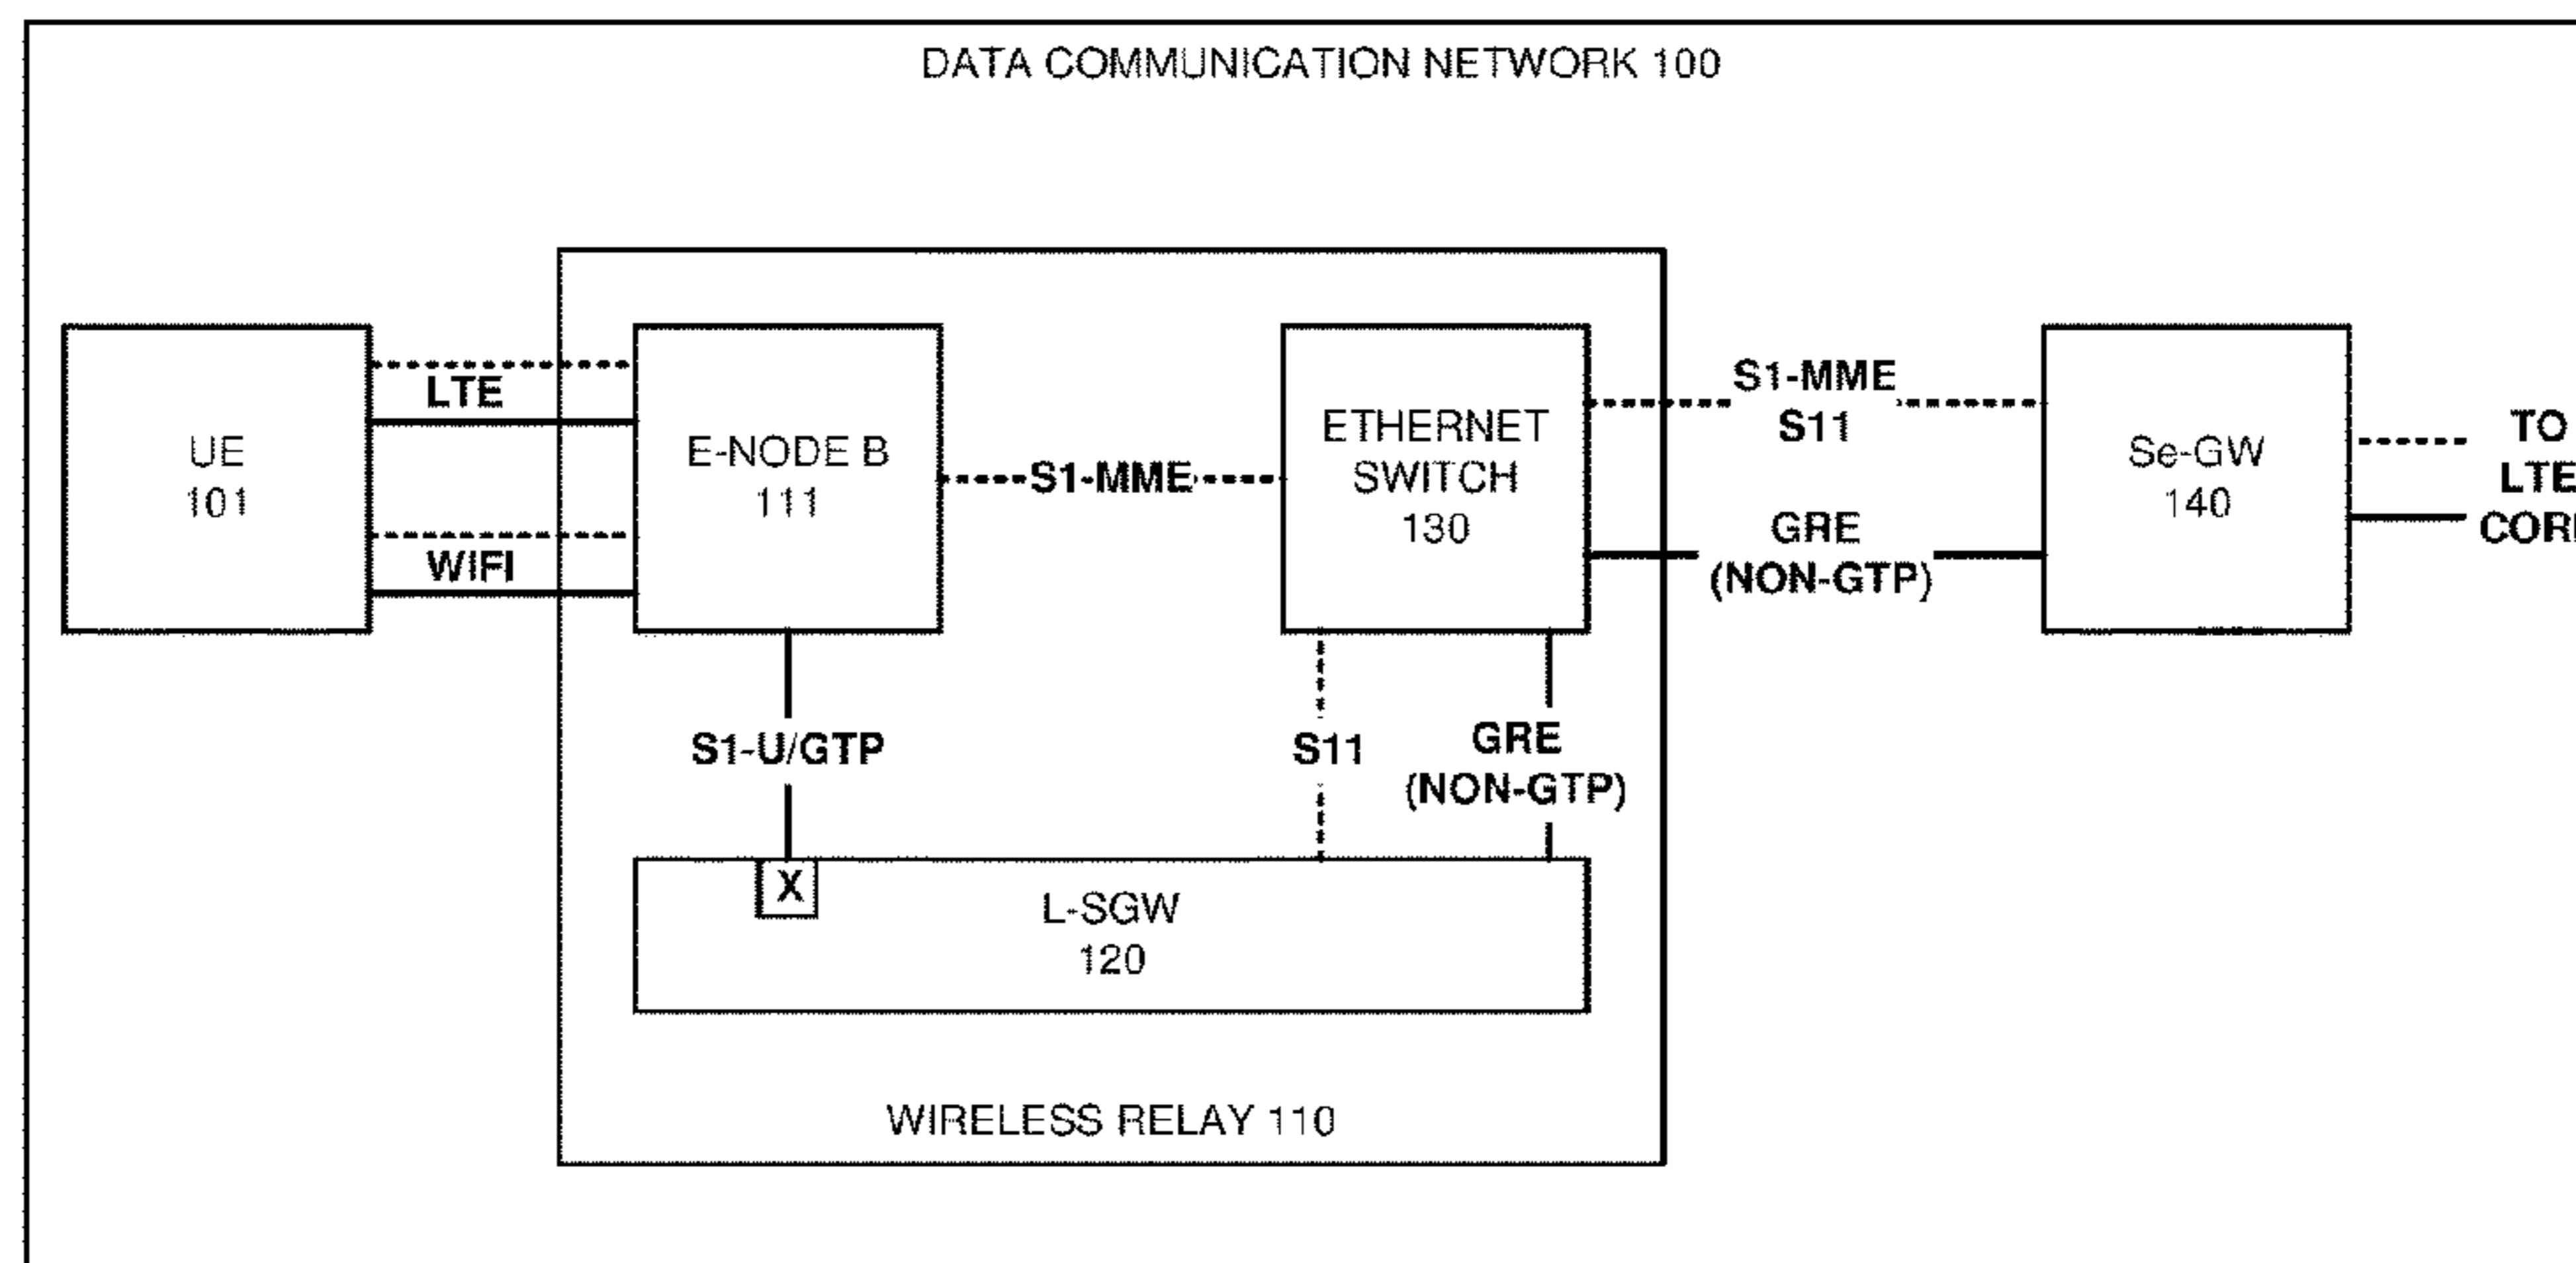 DATA COMMUNICATION NETWORK 100
UE
101
LTE
WIFI
E-NODE B
111
S1-MME
ETHERNET
SWITCH
130
S1-MME
S11
GRE
(NON-GTP)
Se-GW
140
TO
LTE
S1-U/GTP
S11
GRE
(NON-GTP)
X
L-SGW
120
WIRELESS RELAY 110